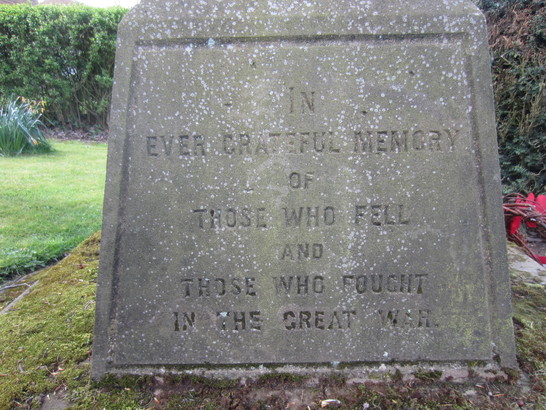 IN
EVER GRATEFUL MEMORY
OF
THOSE WHO FELL
AND
THOSE WHO FOUGHT
IN THE GREAT WAR.